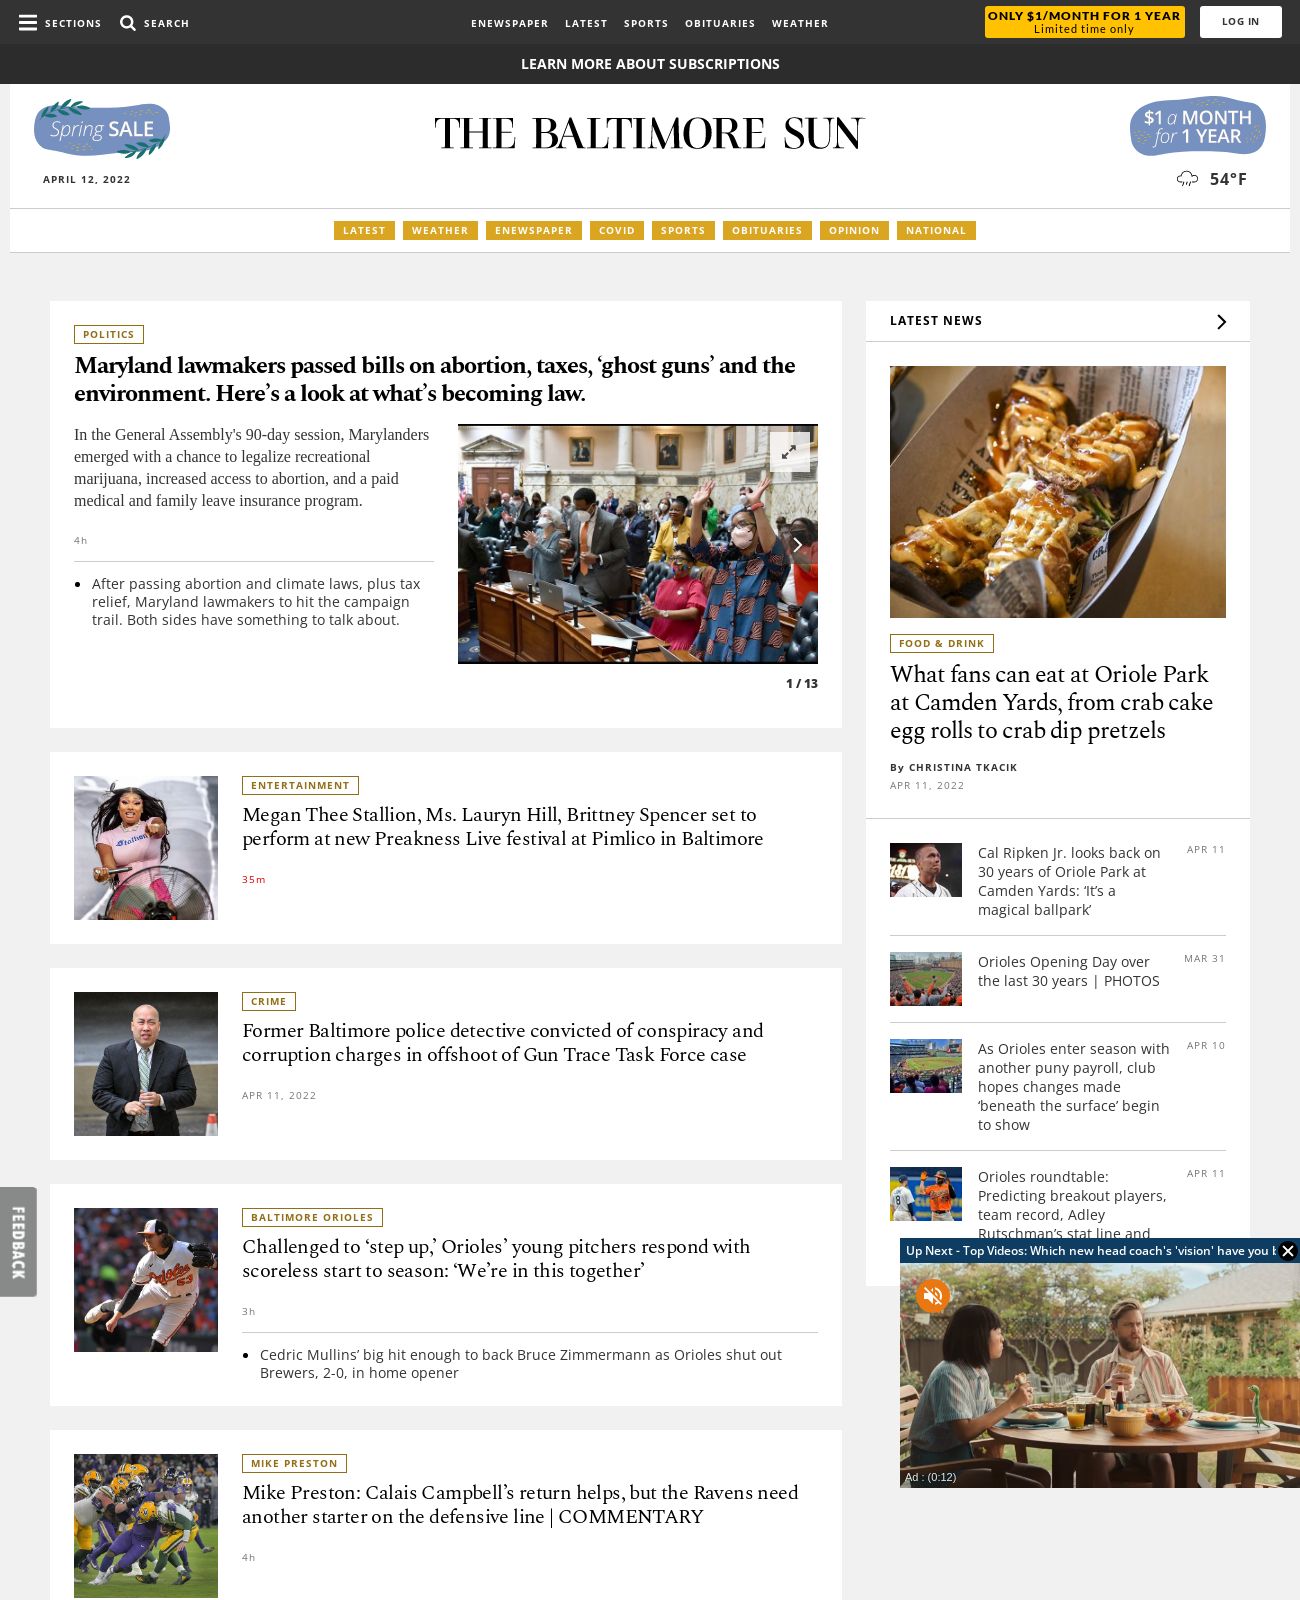 SECTIONS
SEARCH
ENEWSPAPER
LATEST
SPORTS
OBITUARIES
WEATHER
ONLY $1/MONTH FOR 1 YEAR
Limited time only
LOG IN
LEARN MORE ABOUT SUBSCRIPTIONS
Spring SALE
THE BALTIMORE SUN
$1 a MONTH
for 1 YEAR
APRIL 12, 2022
54°F
LATEST
WEATHER
ENEWSPAPER
COVID
SPORTS
OBITUARIES
OPINION
NATIONAL
POLITICS
Maryland lawmakers passed bills on abortion, taxes, ‘ghost guns’ and the
environment. Here’s a look at what’s becoming law.
In the General Assembly's 90-day session, Marylanders
emerged with a chance to legalize recreational
marijuana, increased access to abortion, and a paid
medical and family leave insurance program.
4h
After passing abortion and climate laws, plus tax
relief, Maryland lawmakers to hit the campaign
trail. Both sides have something to talk about.
1 / 13
ENTERTAINMENT
Megan Thee Stallion, Ms. Lauryn Hill, Brittney Spencer set to
perform at new Preakness Live festival at Pimlico in Baltimore
35m
CRIME
Former Baltimore police detective convicted of conspiracy and
corruption charges in offshoot of Gun Trace Task Force case
APR 11, 2022
BALTIMORE ORIOLES
Challenged to ‘step up,’ Orioles’ young pitchers respond with
scoreless start to season: ‘We’re in this together’
3h
Cedric Mullins’ big hit enough to back Bruce Zimmermann as Orioles shut out
Brewers, 2-0, in home opener
MIKE PRESTON
Mike Preston: Calais Campbell’s return helps, but the Ravens need
another starter on the defensive line | COMMENTARY
4h
LATEST NEWS
FOOD & DRINK
What fans can eat at Oriole Park
at Camden Yards, from crab cake
egg rolls to crab dip pretzels
By CHRISTINA TKACIK
APR 11, 2022
Cal Ripken Jr. looks back on
30 years of Oriole Park at
Camden Yards: ‘It’s a
magical ballpark’
APR 11
Orioles Opening Day over
the last 30 years | PHOTOS
MAR 31
As Orioles enter season with
another puny payroll, club
hopes changes made
‘beneath the surface’ begin
to show
APR 10
Orioles roundtable:
Predicting breakout players,
team record, Adley
Rutschman’s stat line and
APR 11
Up Next - Top Videos: Which new head coach's 'vision' have you
Ad : (0:12)
FEEDBACK